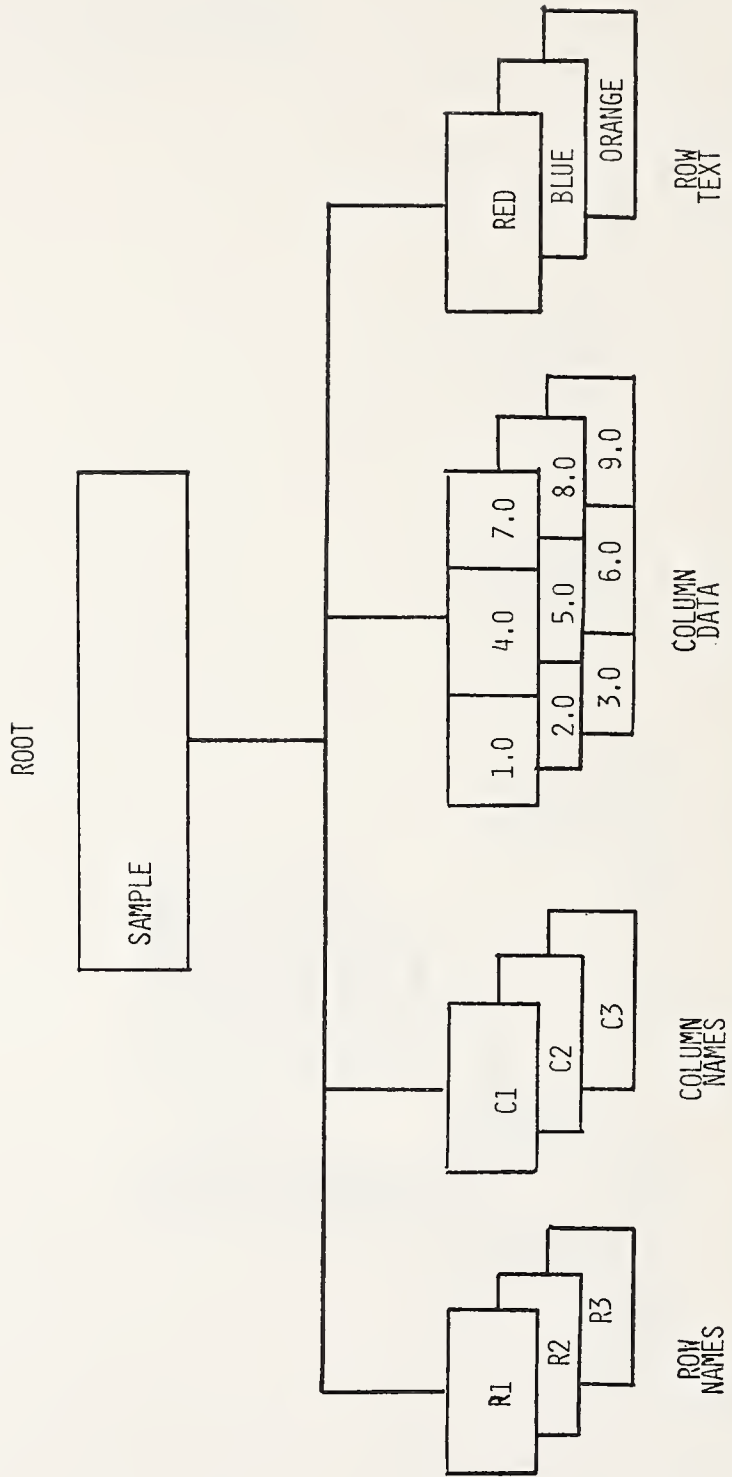 ROOT
SAMPLE
R1
R2
R3
ROW
NAMES
C1
C2
C3
COLUMN
NAMES
1.0 4.0 7.0
2.0 5.0 8.0
3.0 6.0 9.0
COLUMN
DATA
RED
BLUE
ORANGE
ROW
TEXT